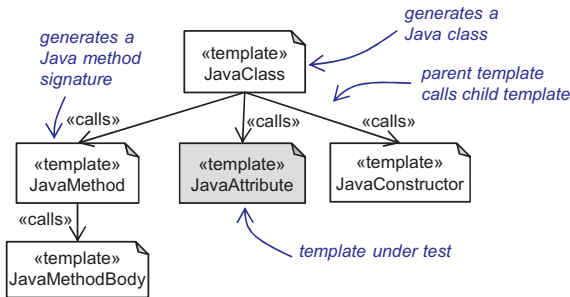 generates a
Java method
signature
«template»
JavaClass
generates a
Java class
parent template
calls child template
«calls»
«calls»
«calls»
«template»
JavaMethod
«template»
JavaAttribute
«template»
JavaConstructor
«calls»
template under test
«template»
JavaMethodBody